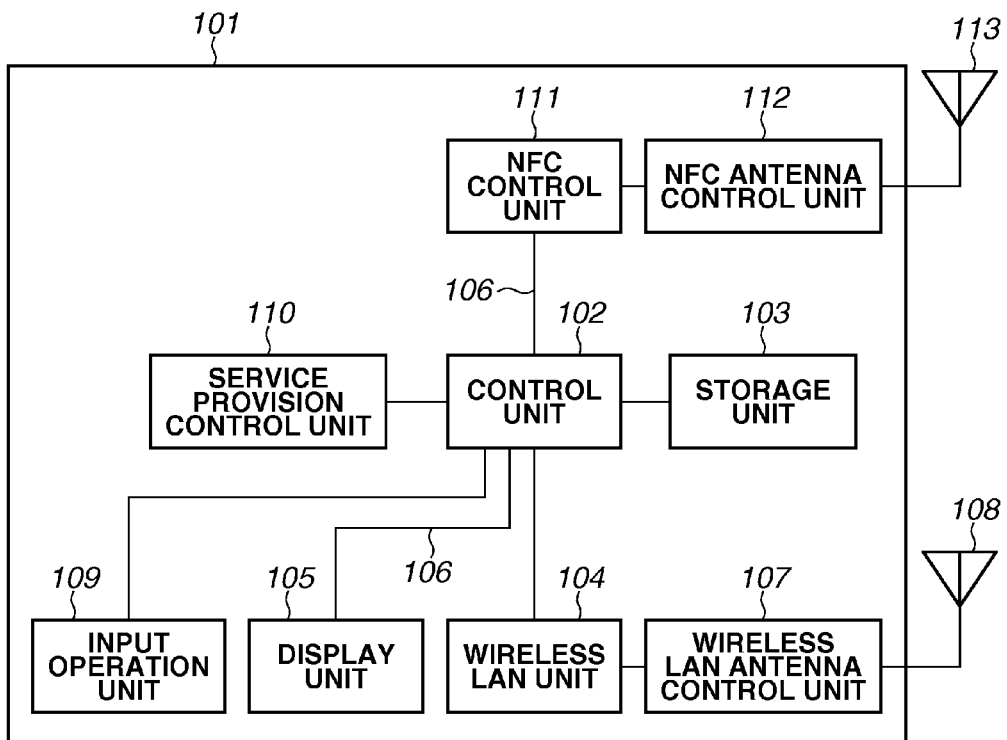 101
113
111
112
NFC
CONTROL
UNIT
NFC ANTENNA
CONTROL UNIT
106
110
102
103
SERVICE
PROVISION
CONTROL UNIT
CONTROL
UNIT
STORAGE
UNIT
108
106
109
105
104
107
INPUT
OPERATION
UNIT
DISPLAY
UNIT
WIRELESS
LAN UNIT
WIRELESS
LAN ANTENNA
CONTROL UNIT